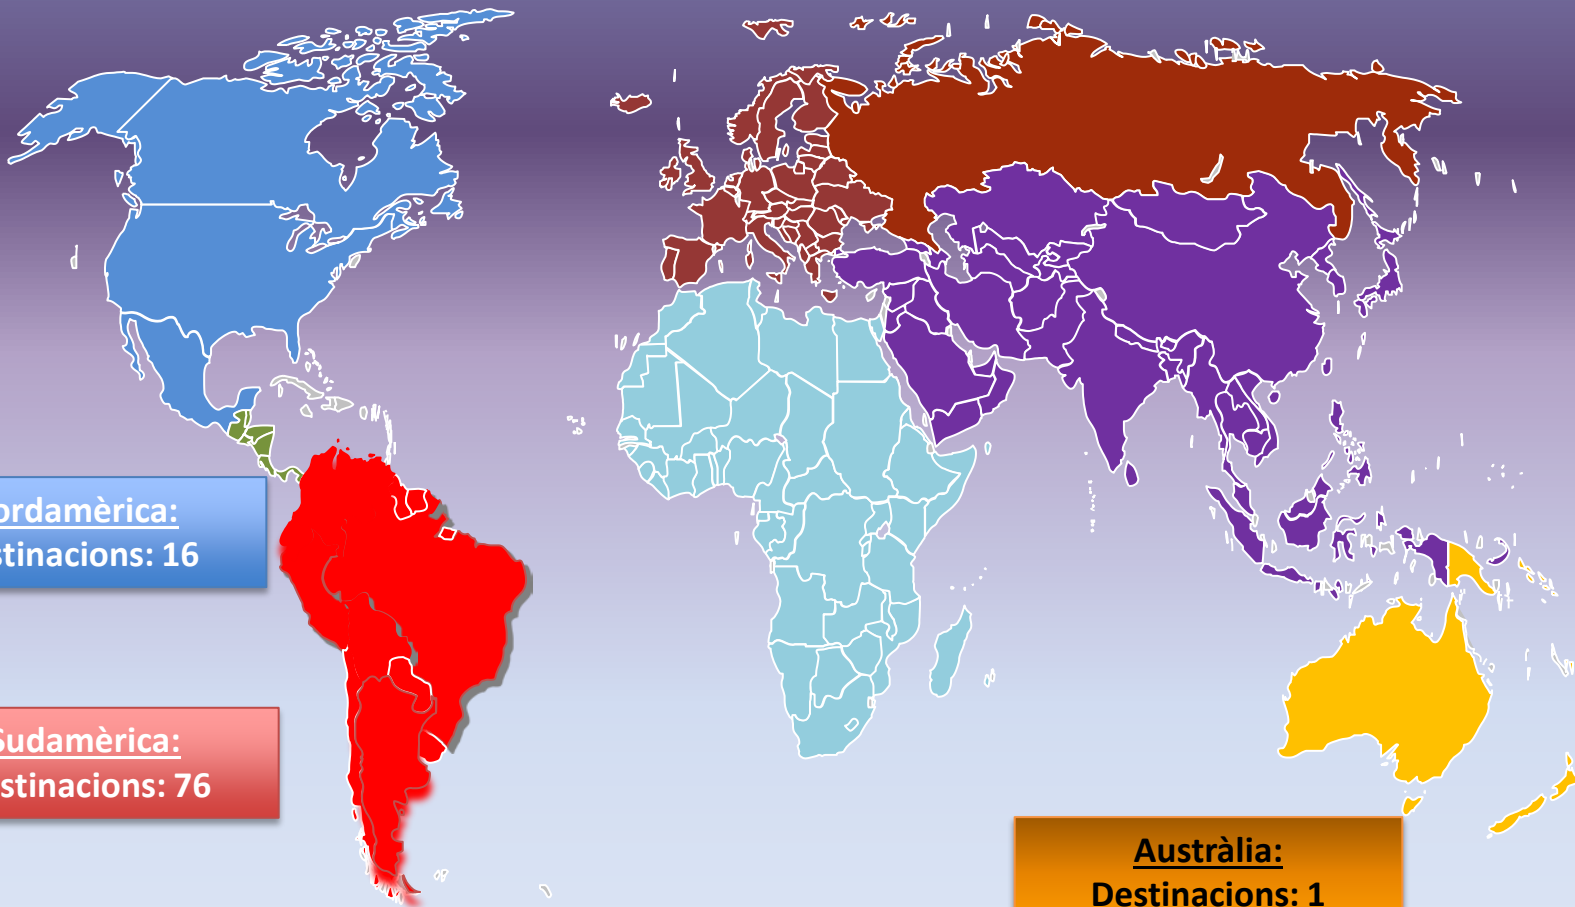 ordamèrica:
stinacions: 16
Sudamèrica:
stinacions: 76
Austràlia:
Destinacions: 1